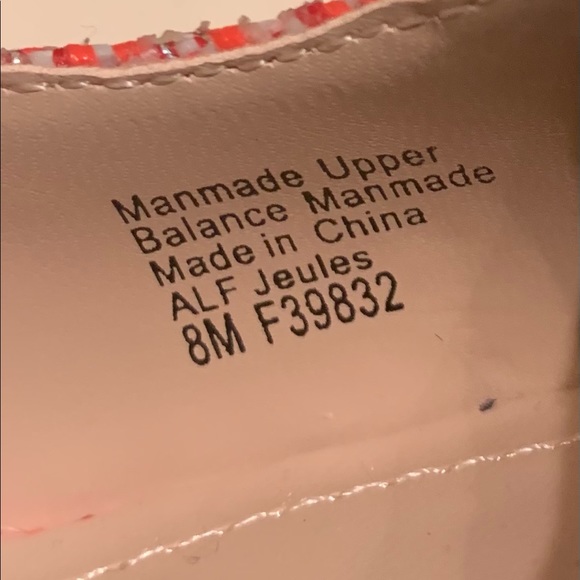 Manmade Upper
Balance Manmade
Made in China
ALF Jeules
8M F39832